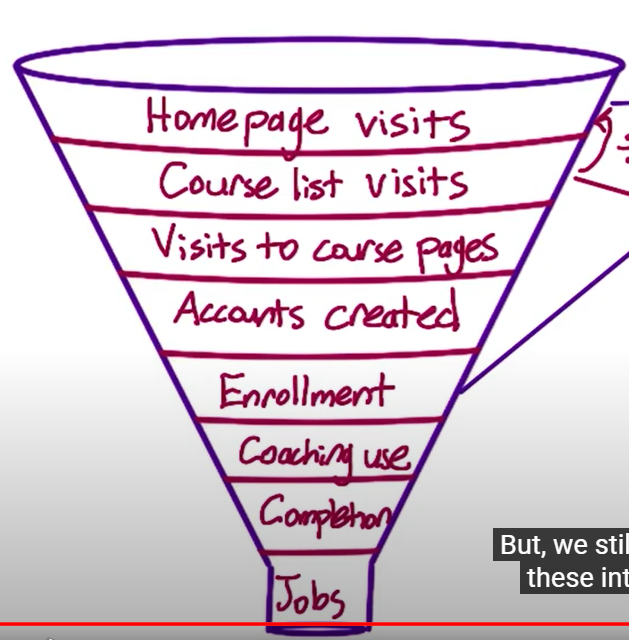 Homepage visits
Course list visits
Visits to course pages
Accounts created
Enrollment
Coaching use
Completion
Jobs
But, we stil
these int